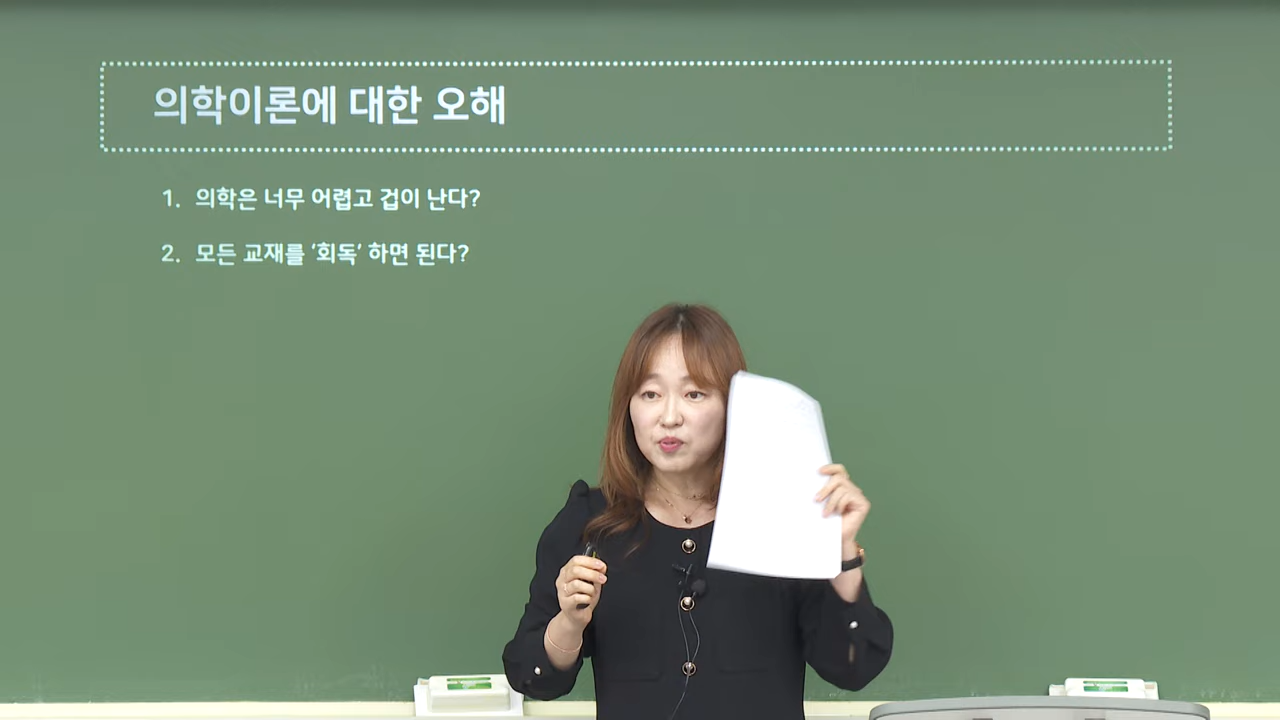 의학이론에 대한 오해
1. 의학은 너무 어렵고 겁이 난다?
2. 모든 교재를 ‘회독’ 하면 된다?